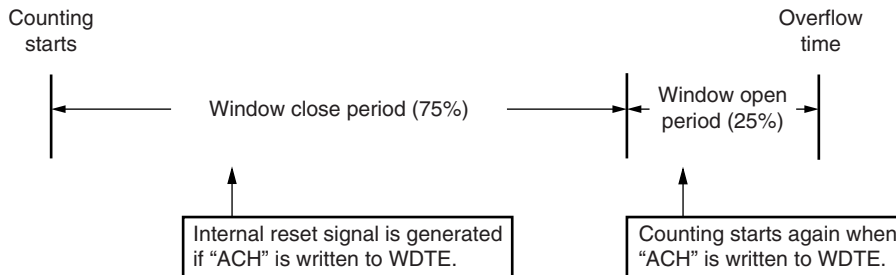 Counting
starts
Overflow
time
Window close period (75%)
Window open
period (25%)
Internal reset signal is generated
if “ACH” is written to WDTE.
Counting starts again when
“ACH” is written to WDTE.